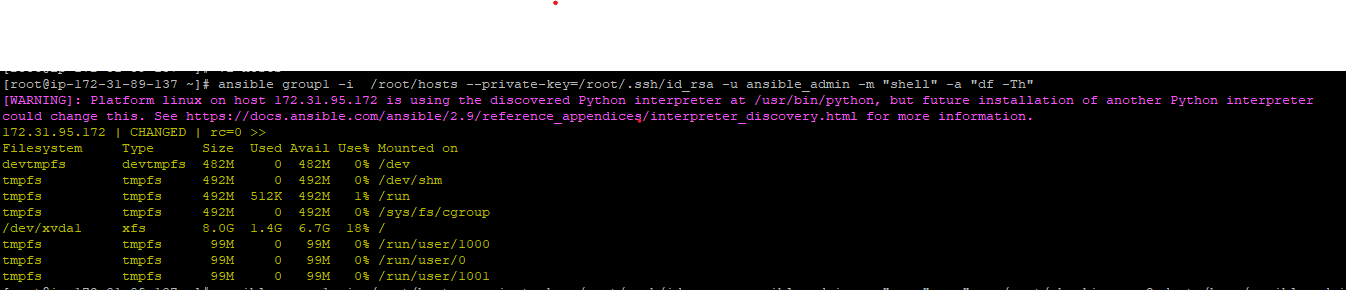 [root@ip-172-31-89-137 ~]# ansible group1 -i  /root/hosts --private-key=/root/.ssh/id_rsa -u ansible_admin -m "shell" -a "df -Th"
[WARNING]: Platform linux on host 172.31.95.172 is using the discovered Python interpreter at /usr/bin/python, but future installation of another Python interpreter
could change this. See https://docs.ansible.com/ansible/2.9/reference_appendices/interpreter_discovery.html for more information.
172.31.95.172 | CHANGED | rc=0 >>
Filesystem     Type      Size  Used Avail Use% Mounted on
devtmpfs       devtmpfs  482M     0  482M   0% /dev
tmpfs          tmpfs     492M     0  492M   0% /dev/shm
tmpfs          tmpfs     492M  512K  492M   1% /run
tmpfs          tmpfs     492M     0  492M   0% /sys/fs/cgroup
/dev/xvda1     xfs       8.0G  1.4G  6.7G  18% /
tmpfs          tmpfs      99M     0   99M   0% /run/user/1000
tmpfs          tmpfs      99M     0   99M   0% /run/user/0
tmpfs          tmpfs      99M     0   99M   0% /run/user/1001